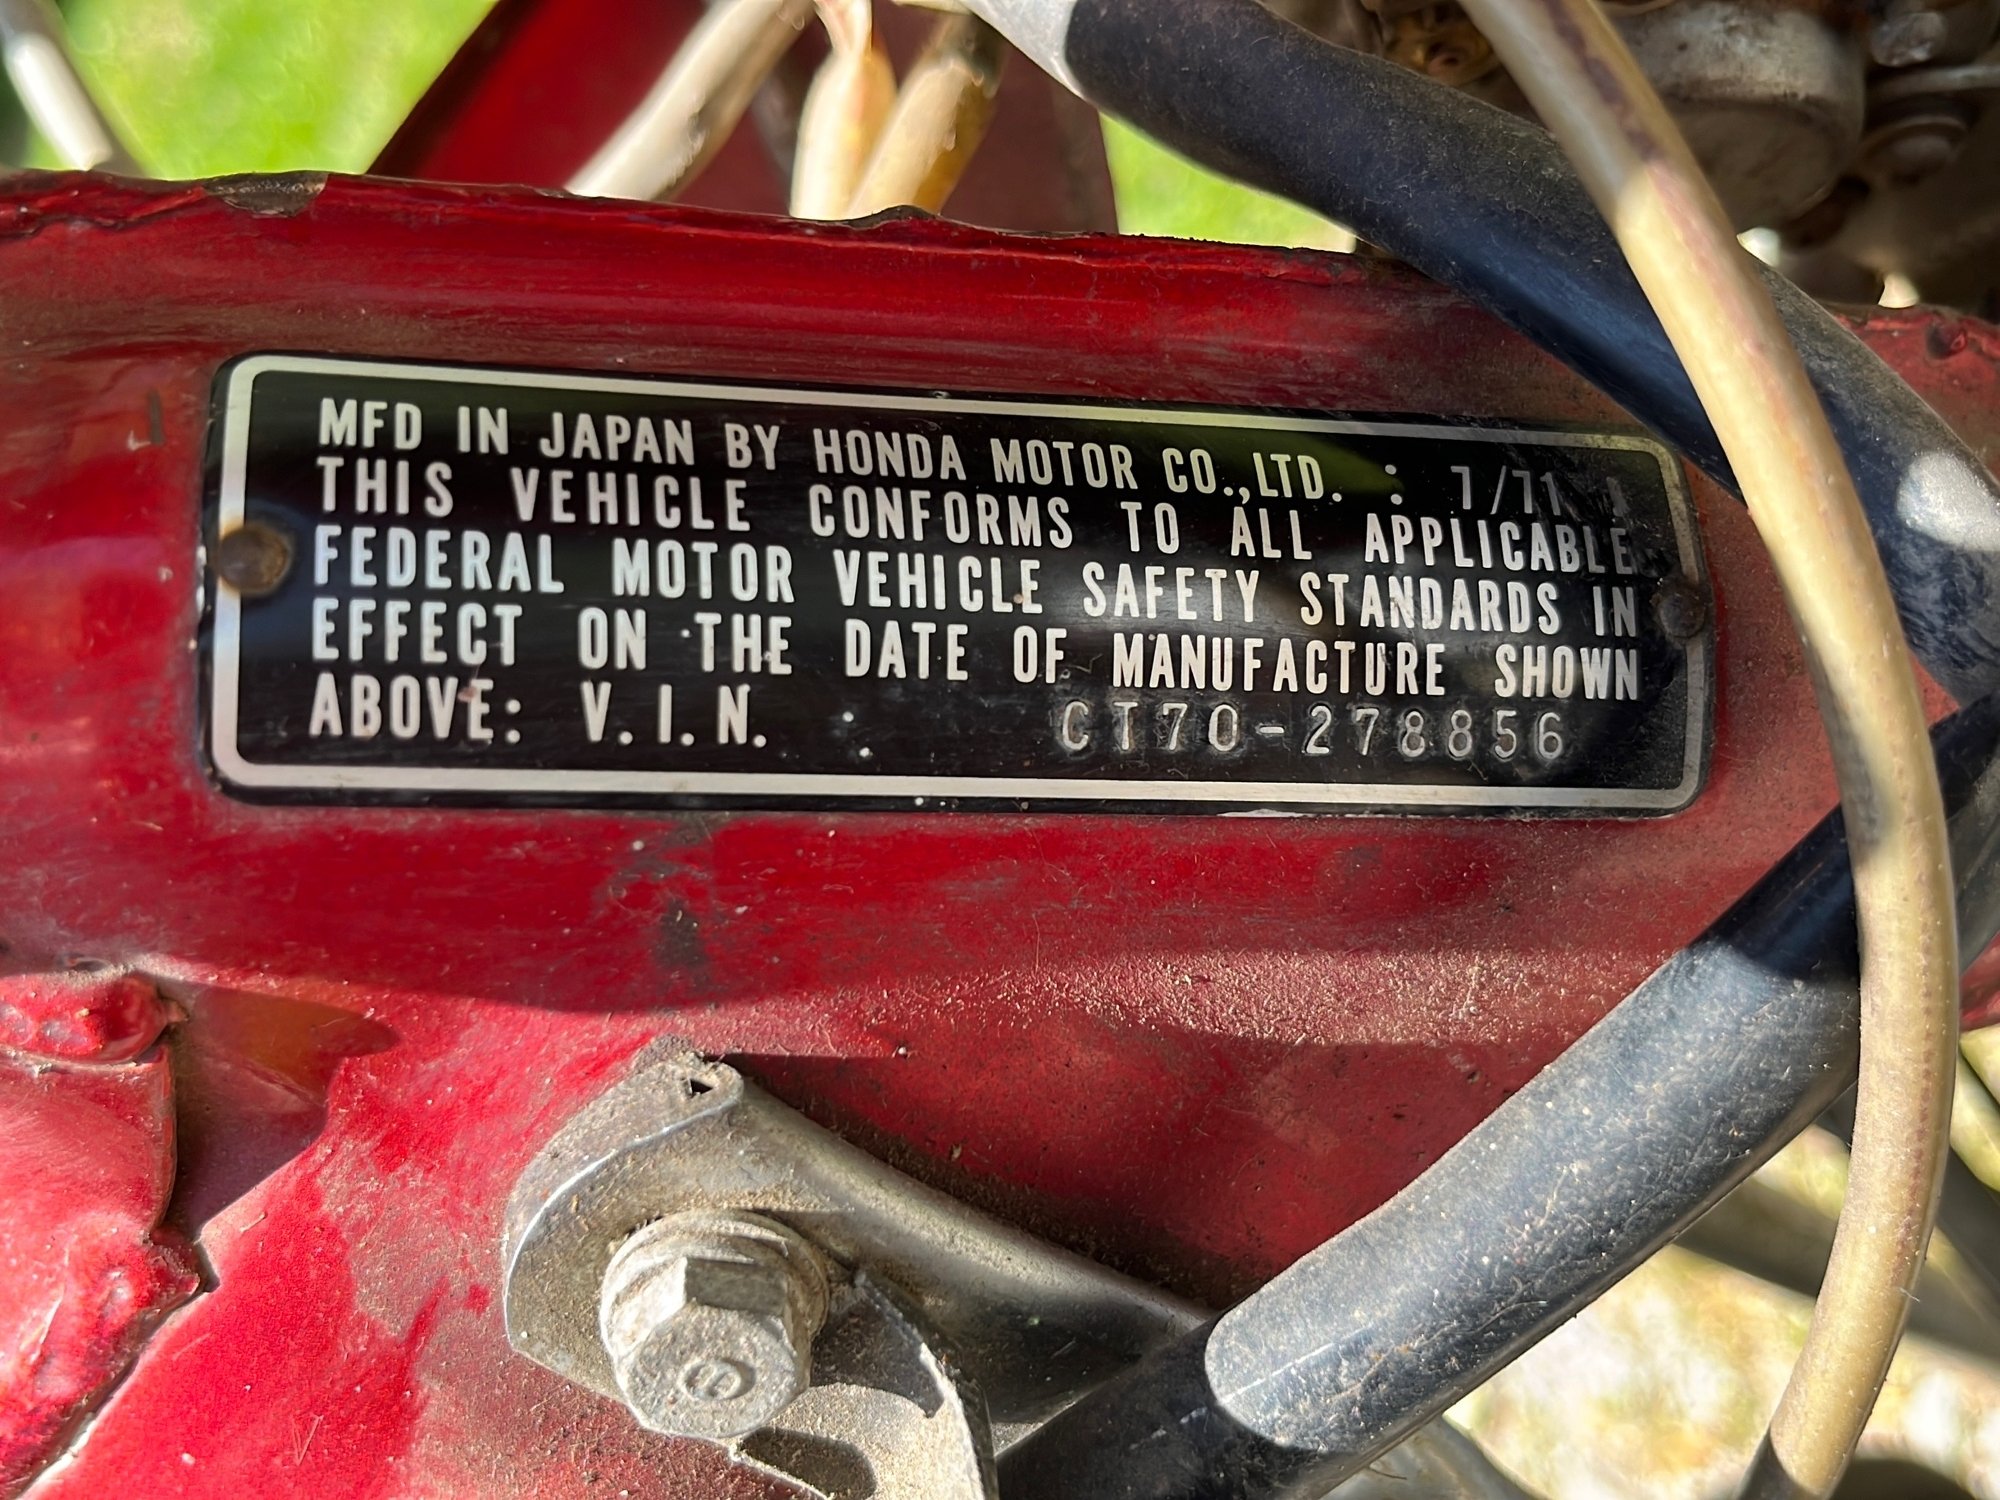 MFD IN JAPAN BY HONDA MOTOR CO.,LTD. : 7/71
THIS VEHICLE CONFORMS TO ALL APPLICABLE
FEDERAL MOTOR VEHICLE SAFETY STANDARDS IN
EFFECT ON THE DATE OF MANUFACTURE SHOWN
ABOVE: V.I.N. CT70-278856